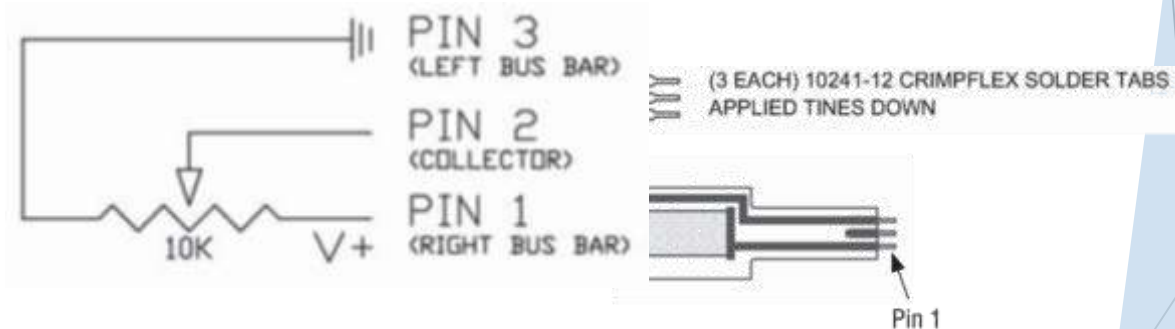 PIN 3
(LEFT BUS BAR)
PIN 2
(COLLECTOR)
10K
V+
PIN 1
(RIGHT BUS BAR)
(3 EACH) 10241-12 CRIMPFLEX SOLDER TABS
APPLIED TINES DOWN
Pin 1